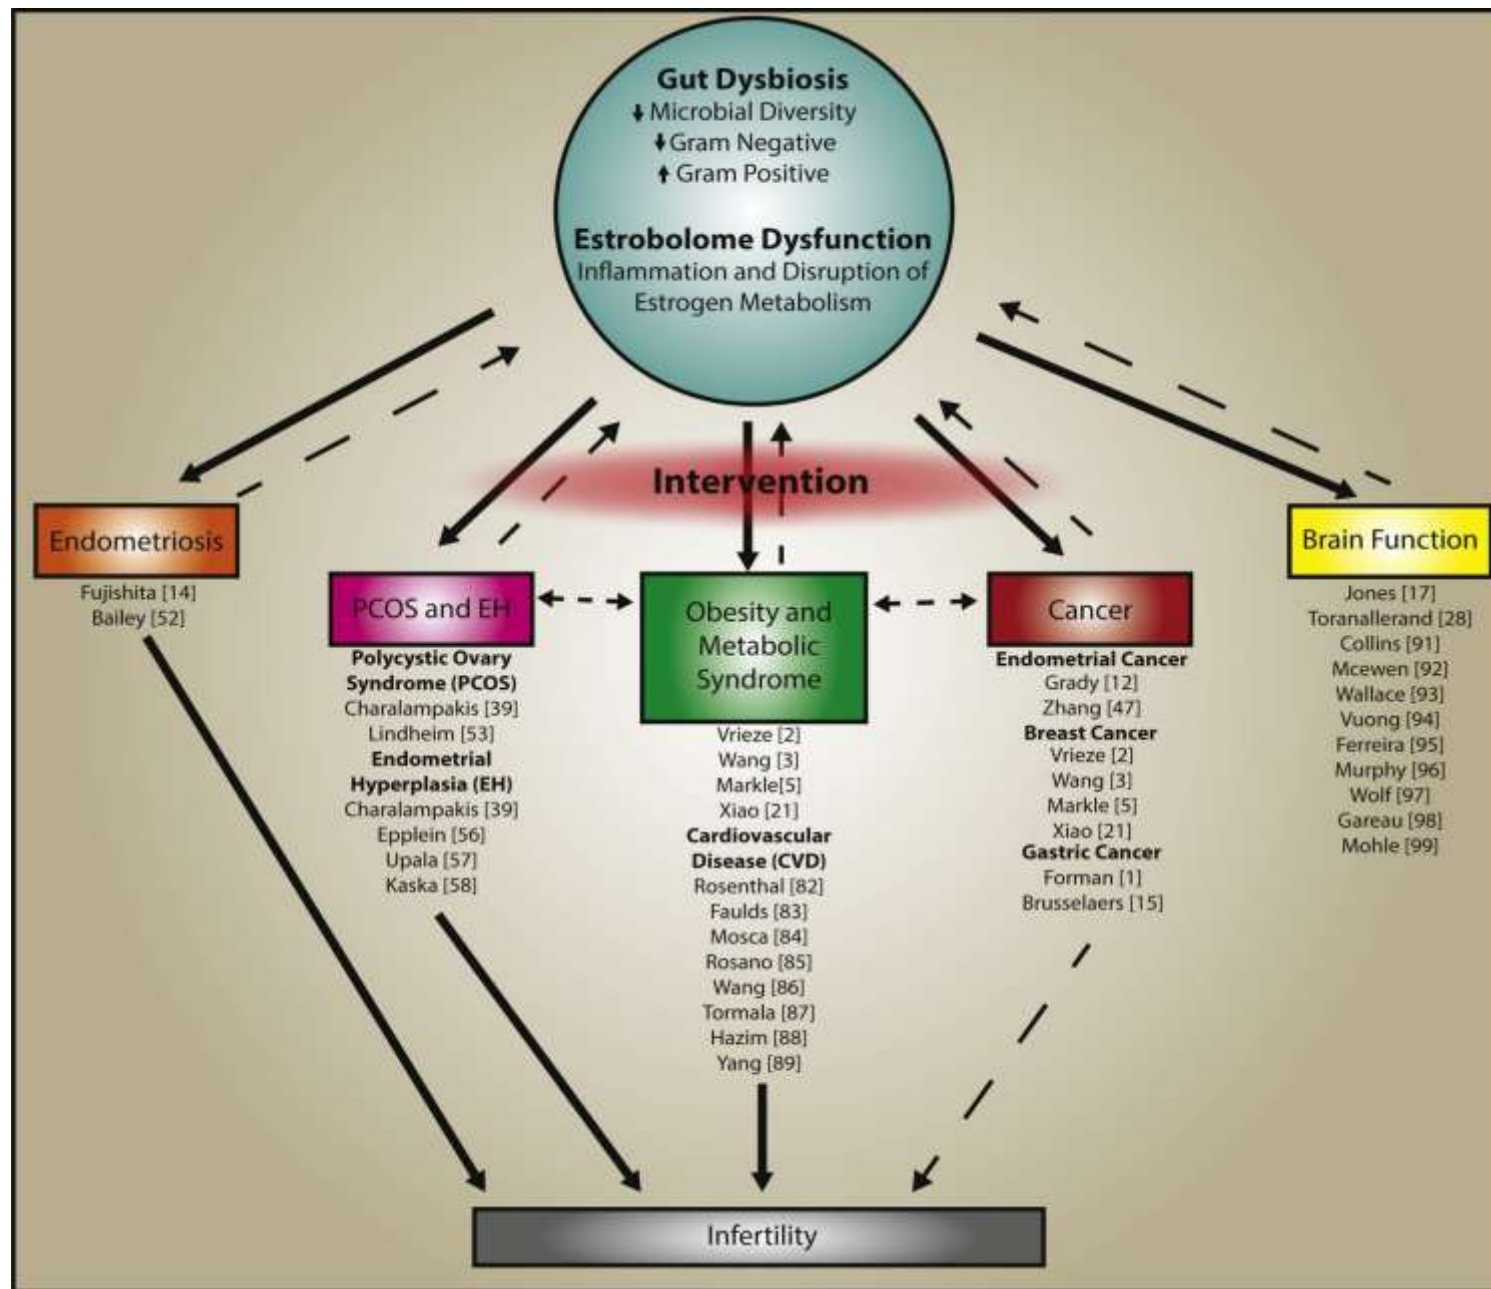 Gut Dysbiosis
↓ Microbial Diversity
↓ Gram Negative
↑ Gram Positive
Estrobolome Dysfunction
Inflammation and Disruption of
Estrogen Metabolism
Intervention
Endometriosis
Fujishita [14]
Bailey [52]
PCOS and EH
Polycystic Ovary
Syndrome (PCOS)
Charalampakis [39]
Lindheim [53]
Endometrial
Hyperplasia (EH)
Charalampakis [39]
Epplein [56]
Upala [57]
Kaska [58]
Obesity and
Metabolic
Syndrome
Vrieze [2]
Wang [3]
Markle[5]
Xiao [21]
Cardiovascular
Disease (CVD)
Rosenthal [82]
Faulds [83]
Mosca [84]
Rosano [85]
Wang [86]
Tormala [87]
Hazim [88]
Yang [89]
Cancer
Endometrial Cancer
Grady [12]
Zhang [47]
Breast Cancer
Vrieze [2]
Wang [3]
Markle [5]
Xiao [21]
Gastric Cancer
Forman [1]
Brusselaers [15]
Brain Function
Jones [17]
Toranallerand [28]
Collins [91]
Mcewen [92]
Wallace [93]
Vuong [94]
Ferreira [95]
Murphy [96]
Wolf [97]
Gareau [98]
Mohle [99]
Infertility